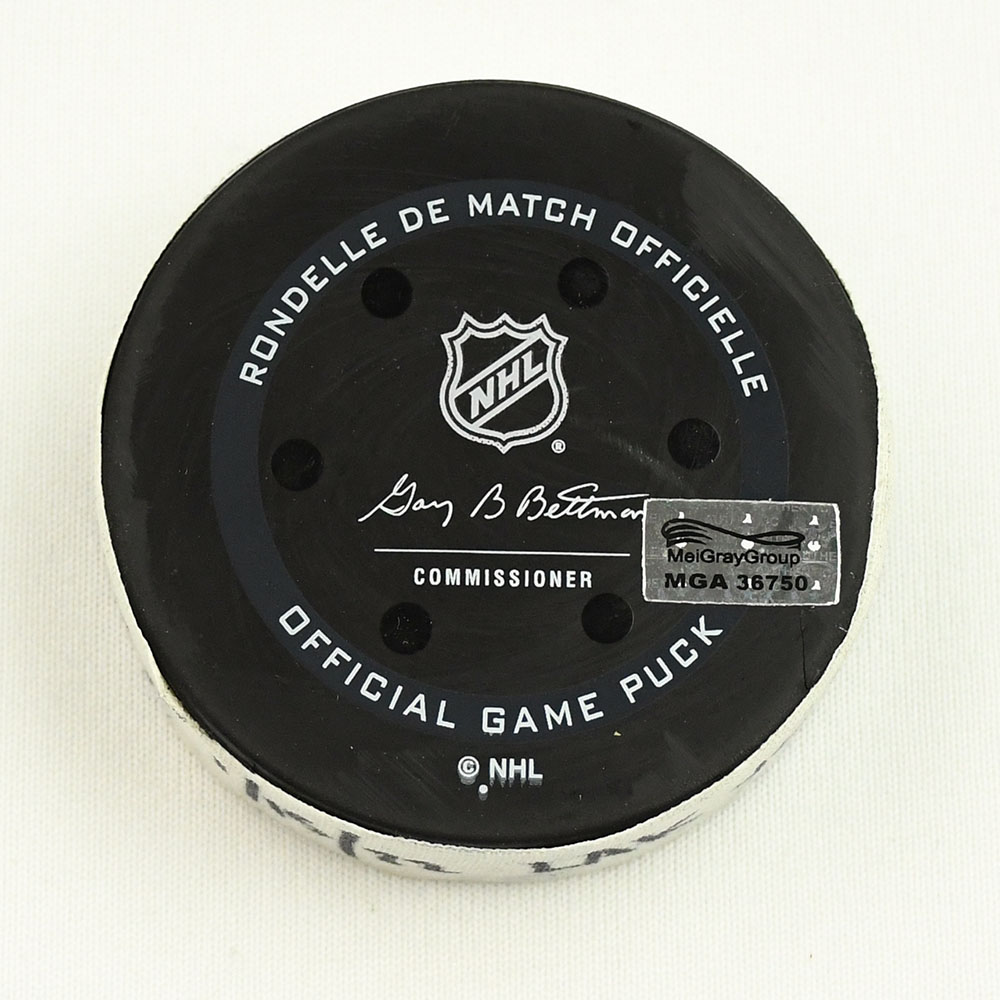 RONDELLE DE MATCH OFFICIELLE
NHL
®
Gary B Bettman
MeiGrayGroup
MGA 36750
COMMISSIONER
OFFICIAL GAME PUCK
© NHL